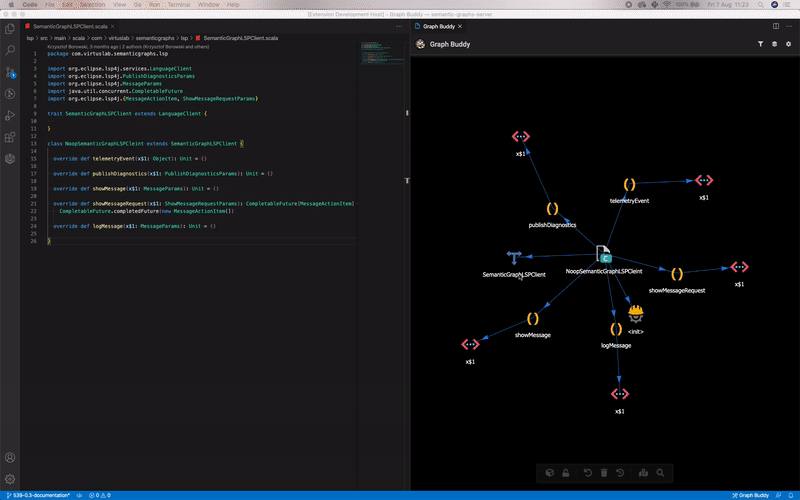 Code File Edit Selection View Go Run Terminal Window Help
100% Fri 7 Aug 11:23
[Extension Development Host] — Graph Buddy — semantic-graphs-server
SemanticGraphLSPClient.scala ×
lsp > src > main > scala > com > virtuslab > semanticgraphs > lsp > SemanticGraphLSPClient.scala
Krzysztof Borowski, 3 months ago | 2 authors (Krzysztof Borowski and others)
1 package com.virtuslab.semanticgraphs.lsp
2
3 import org.eclipse.lsp4j.services.LanguageClient
4 import org.eclipse.lsp4j.PublishDiagnosticsParams
5 import org.eclipse.lsp4j.MessageParams
6 import java.util.concurrent.CompletableFuture
7 import org.eclipse.lsp4j.{MessageActionItem, ShowMessageRequestParams}
8
9 trait SemanticGraphLSPClient extends LanguageClient {
10
11 }
12
13 class NoopSemanticGraphLSPCleint extends SemanticGraphLSPClient {
14
15 override def telemetryEvent(x$1: Object): Unit = ()
16
17 override def publishDiagnostics(x$1: PublishDiagnosticsParams): Unit = ()
18
19 override def showMessage(x$1: MessageParams): Unit = ()
20
21 override def showMessageRequest(x$1: ShowMessageRequestParams): CompletableFuture[MessageActionItem]
22 CompletableFuture.completedFuture(new MessageActionItem())
23
24 override def logMessage(x$1: MessageParams): Unit = ()
25
26 }
Graph Buddy ×
Graph Buddy
x$1
telemetryEvent
x$1
publishDiagnostics
SemanticGraphLSPClient
NoopSemanticGraphLSPCleint
showMessageRequest
x$1
showMessage
<init>
logMessage
x$1
x$1
539-0.3-documentation*
0 0
Graph Buddy